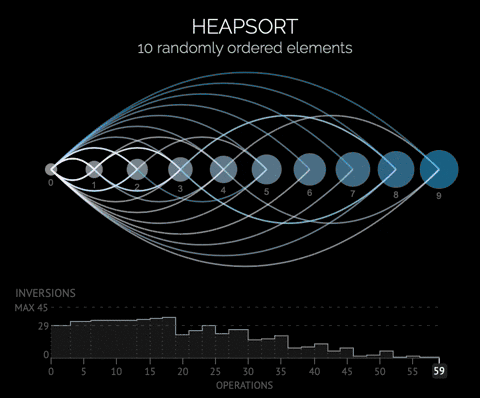 HEAPSORT
10 randomly ordered elements
0 1 2 3 4 5 6 7 8 9
INVERSIONS
MAX 45
29
0
0 5 10 15 20 25 30 35 40 45 50 55 59
OPERATIONS